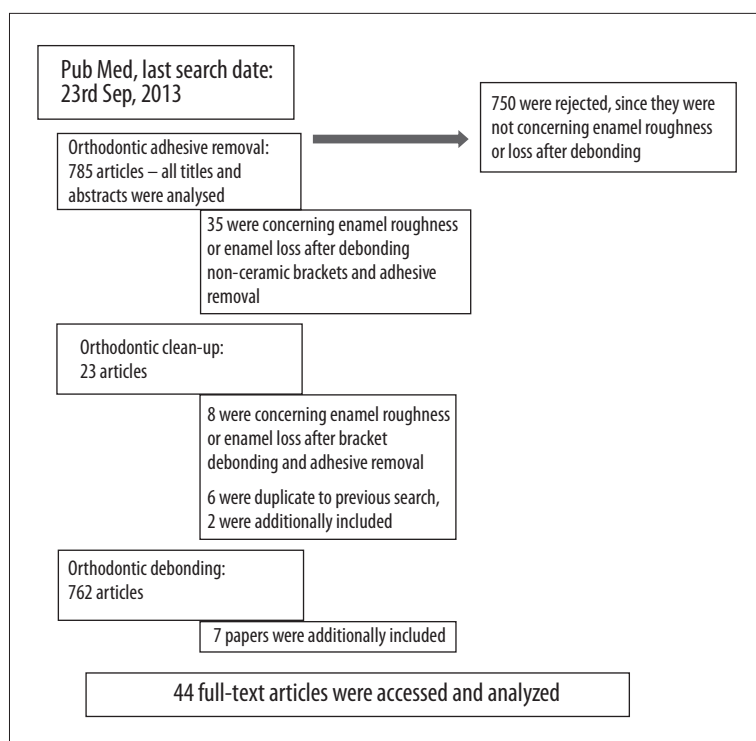 Pub Med, last search date:
23rd Sep, 2013
750 were rejected, since they were
not concerning enamel roughness
or loss after debonding
Orthodontic adhesive removal:
785 articles – all titles and
abstracts were analysed
35 were concerning enamel roughness
or enamel loss after debonding
non-ceramic brackets and adhesive
removal
Orthodontic clean-up:
23 articles
8 were concerning enamel roughness
or enamel loss after bracket
debonding and adhesive removal
6 were duplicate to previous search,
2 were additionally included
Orthodontic debonding:
762 articles
7 papers were additionally included
44 full-text articles were accessed and analyzed